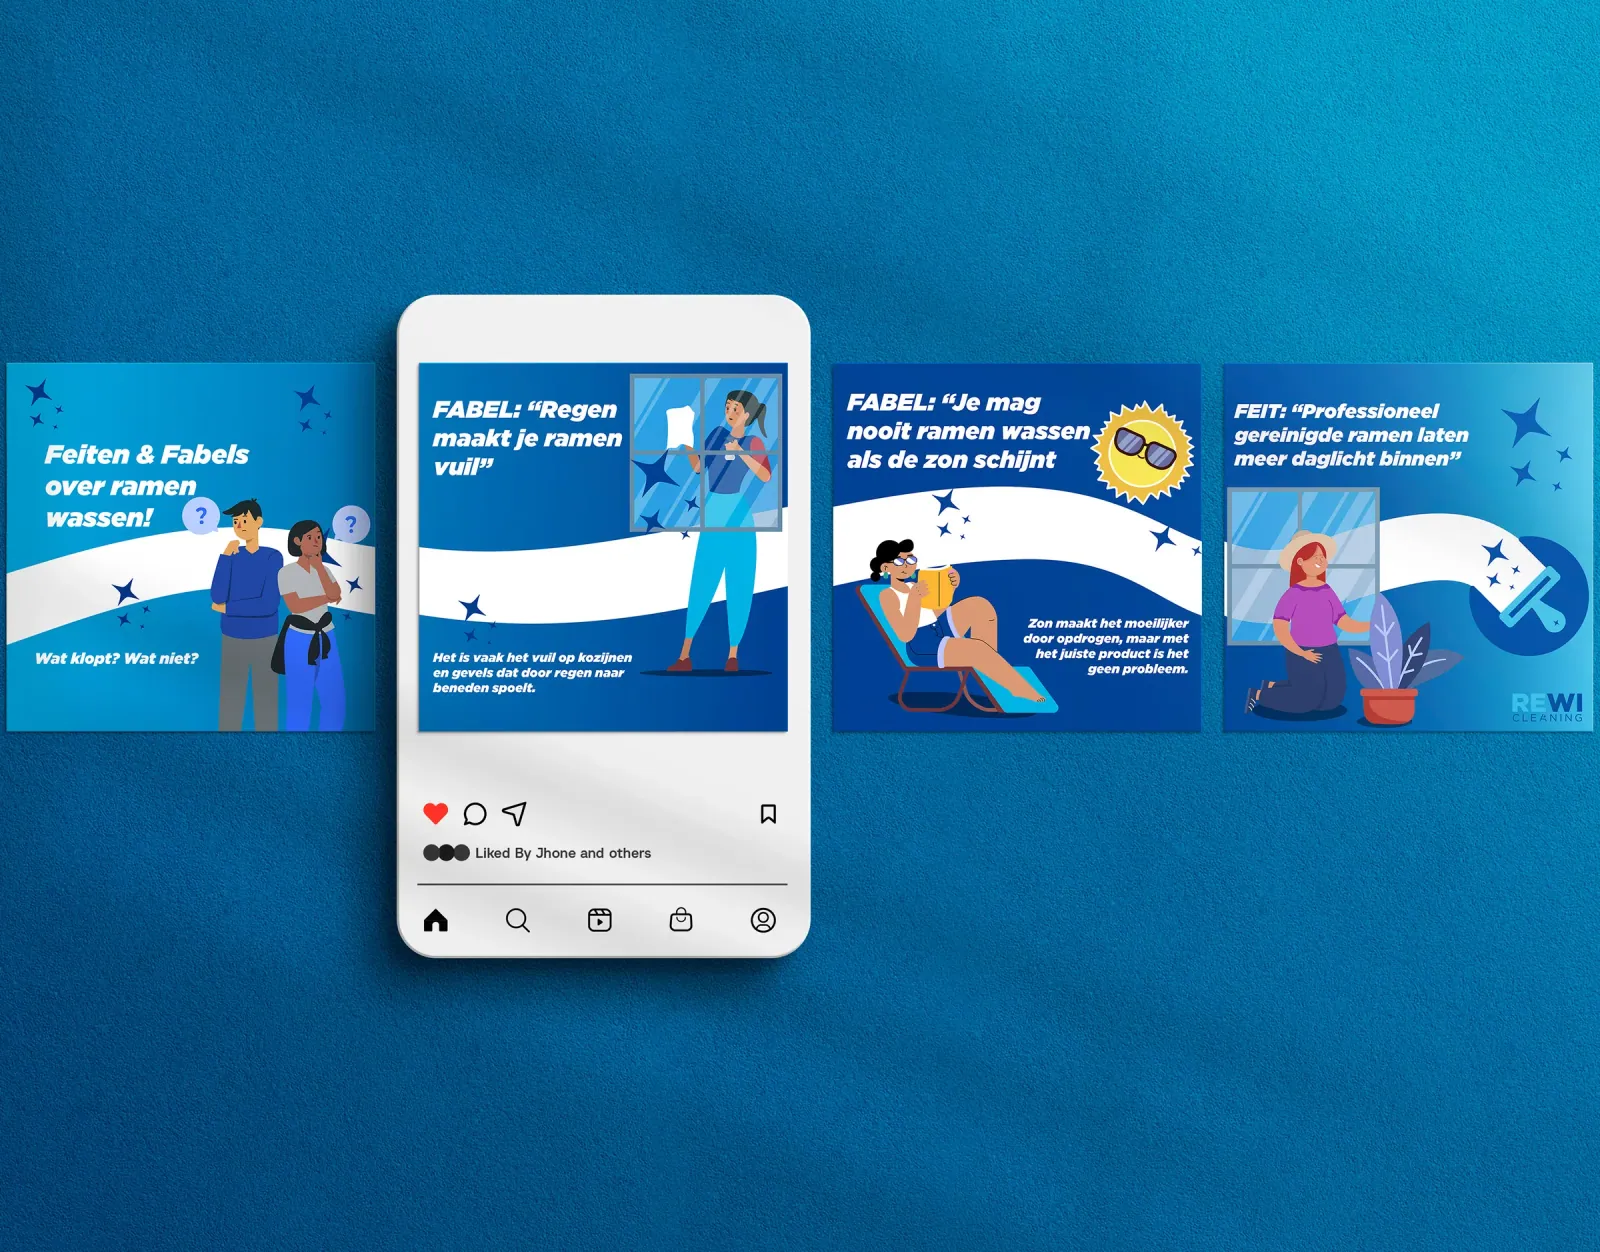 Feiten & Fabels
over ramen
wassen!
?
?
Wat klopt? Wat niet?
FABEL: “Regen
maakt je ramen
vuil”
Het is vaak het vuil op kozijnen
en gevels dat door regen naar
beneden spoelt.
Liked By Jhone and others
FABEL: “Je mag
nooit ramen wassen
als de zon schijnt
Zon maakt het moeilijker
door opdrogen, maar met
het juiste product is het
geen probleem.
FEIT: “Professioneel
gereinigde ramen laten
meer daglicht binnen”
REWI
CLEANING